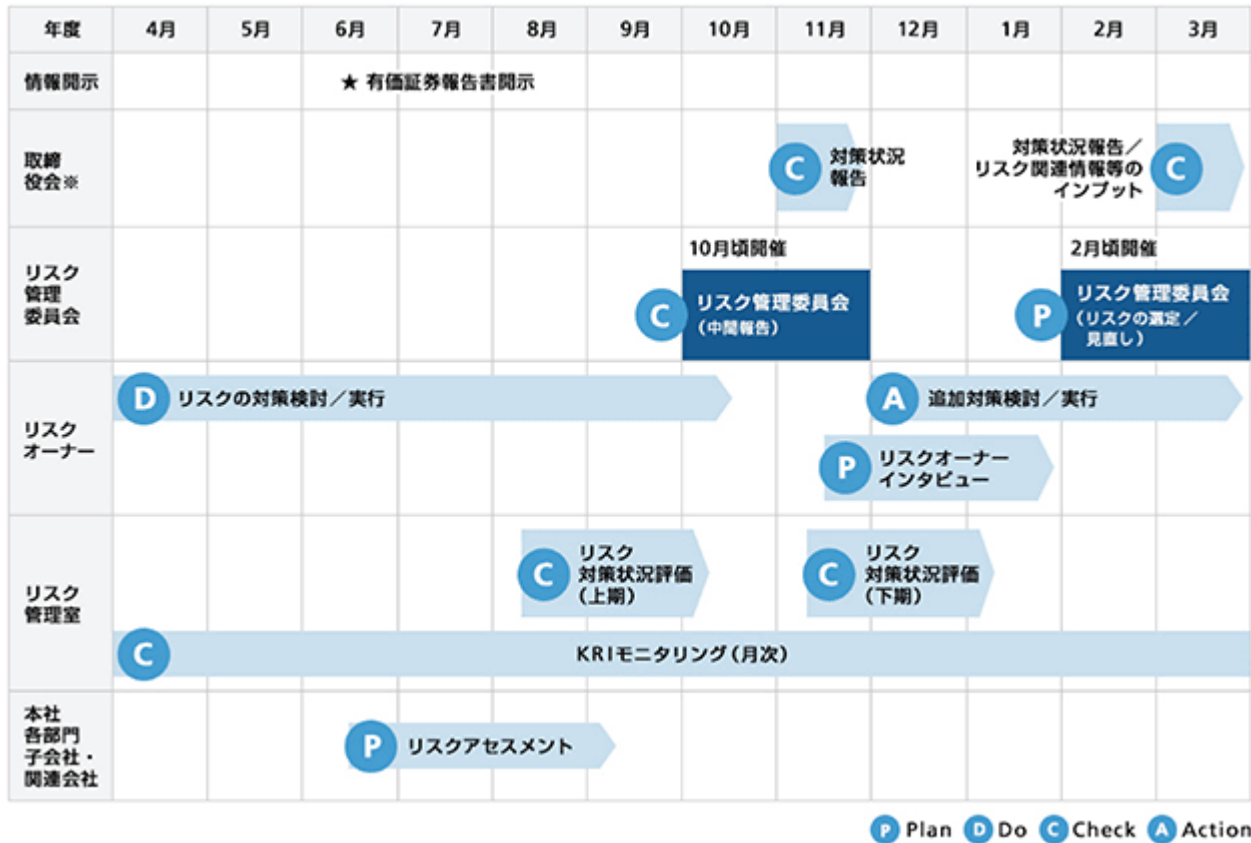 年度 4月 5月 6月 7月 8月 9月 10月 11月 12月 1月 2月 3月
情報開示
★ 有価証券報告書開示
取締
役会※
C
対策状況
報告
対策状況報告／
リスク関連情報等の
インプット
C
リスク
管理
委員会
10月頃開催
C
リスク管理委員会
（中間報告）
2月頃開催
P
リスク管理委員会
（リスクの選定／
見直し）
リスク
オーナー
D リスクの対策検討／実行
A 追加対策検討／実行
P
リスクオーナー
インタビュー
リスク
管理室
C
リスク
対策状況評価
（上期）
C
リスク
対策状況評価
（下期）
C KRIモニタリング（月次）
本社
各部門
子会社・
関連会社
P リスクアセスメント
P Plan D Do C Check A Action